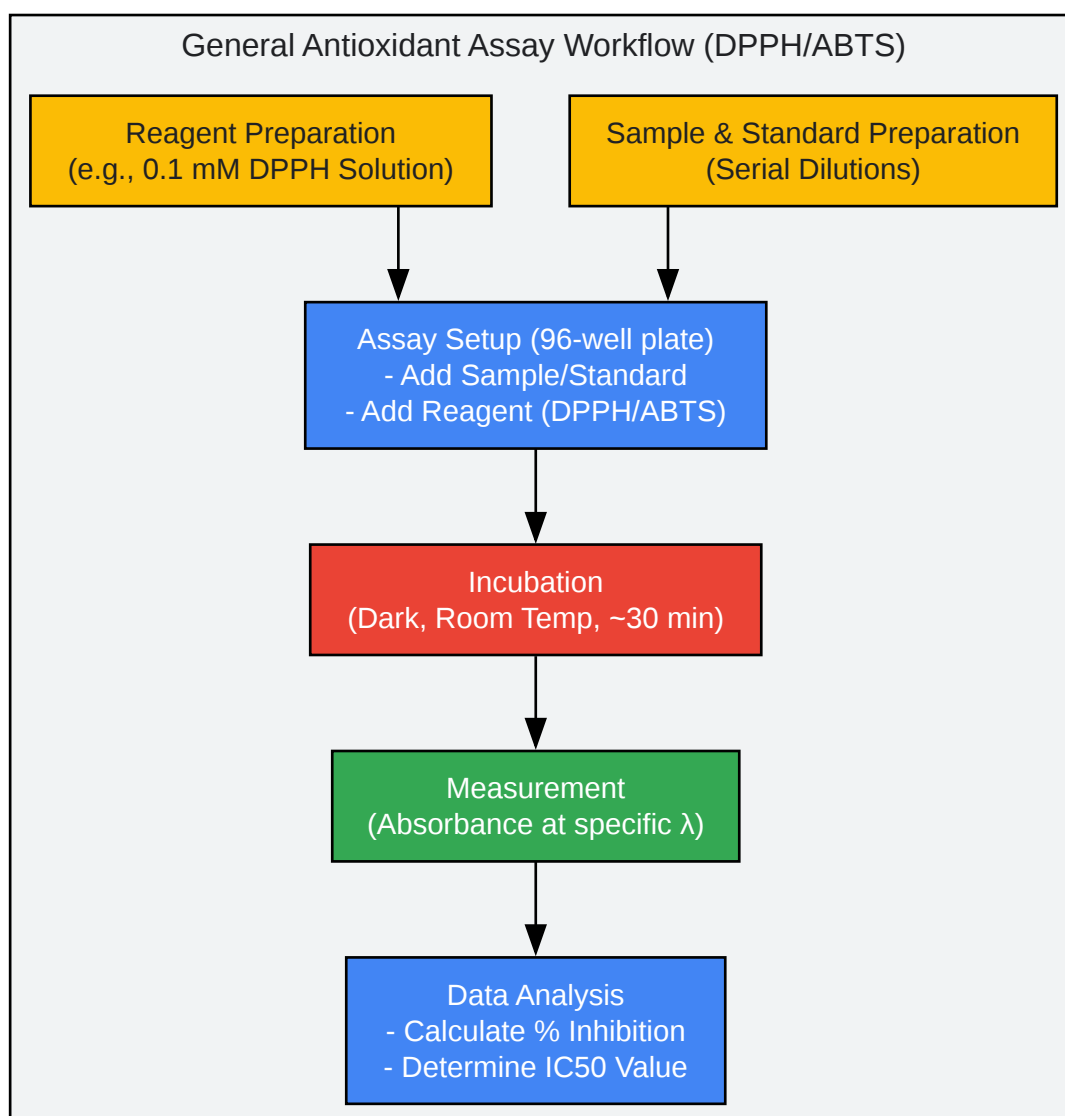 General Antioxidant Assay Workflow (DPPH/ABTS)
Reagent Preparation
(e.g., 0.1 mM DPPH Solution)
Sample & Standard Preparation
(Serial Dilutions)
Assay Setup (96-well plate)
- Add Sample/Standard
- Add Reagent (DPPH/ABTS)
Incubation
(Dark, Room Temp, ~30 min)
Measurement
(Absorbance at specific λ)
Data Analysis
- Calculate % Inhibition
- Determine IC50 Value